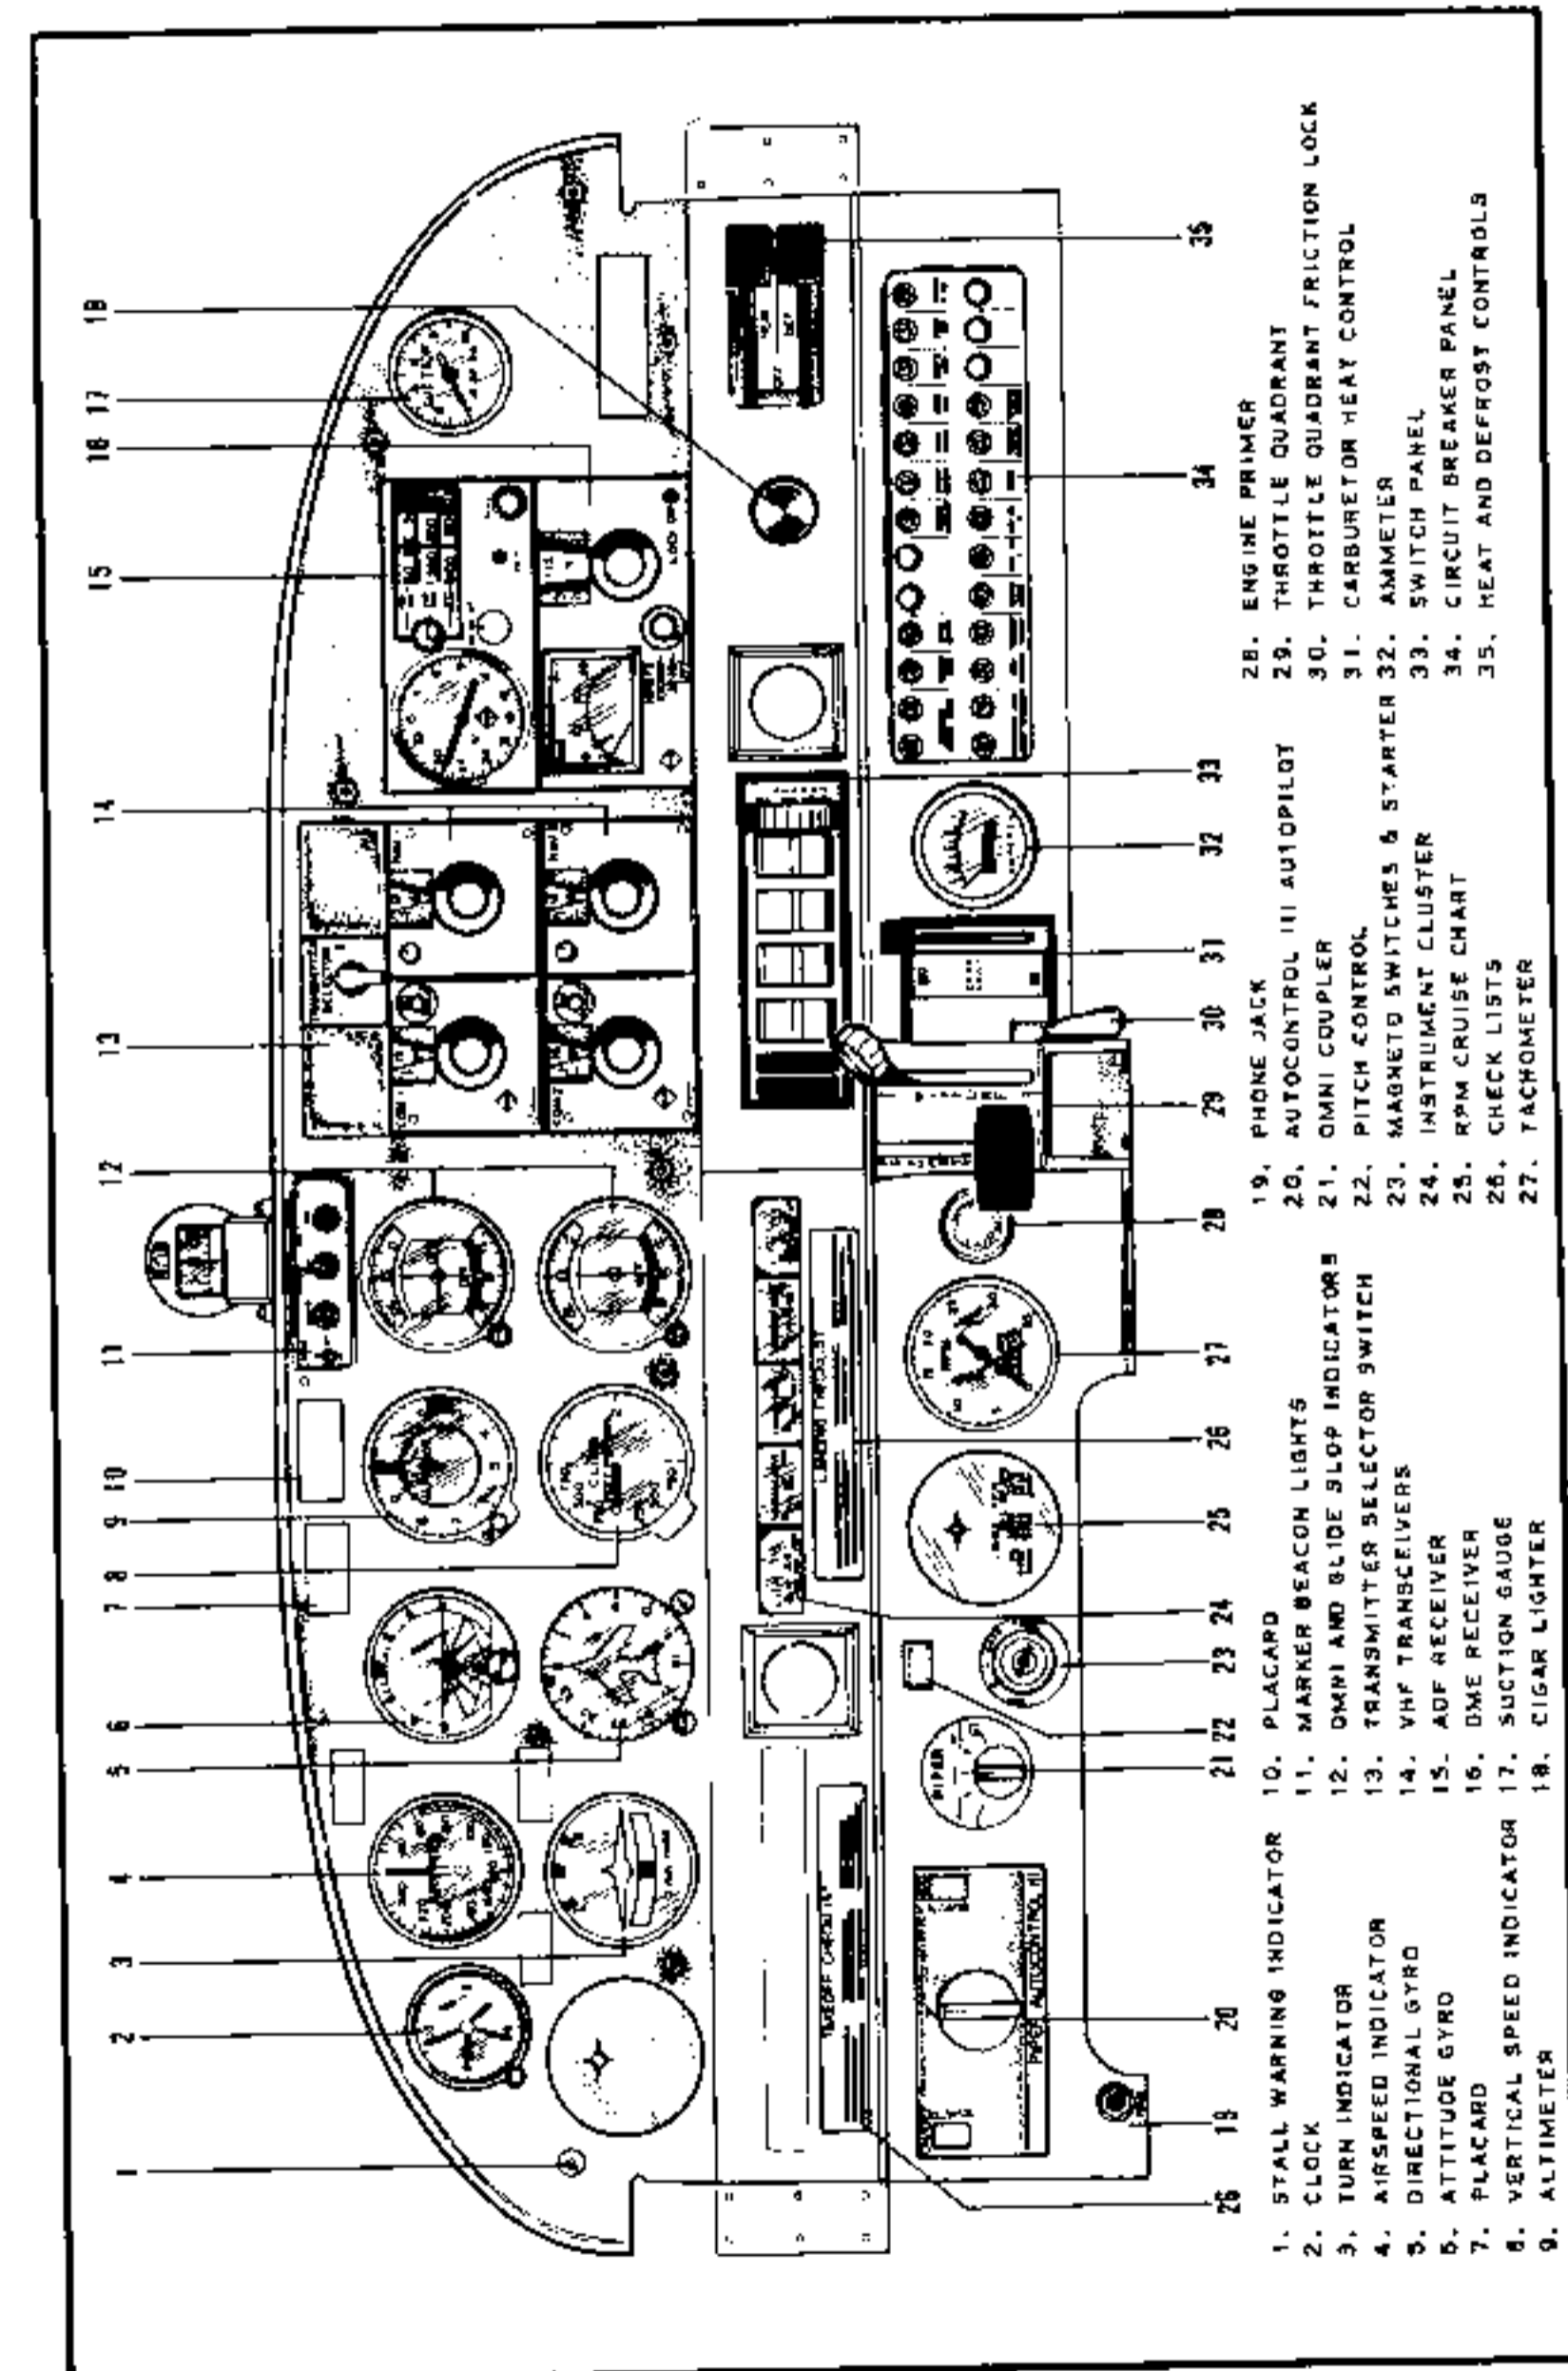 1
2
3
4
5
6
7
8
9
10
11
12
13
14
15
16
17
18
TRANSMITTER
SELECTOR
LANDING CHECKLIST
TAKEOFF CHECKLIST
PIPER
PIPER AUTOCONTROL III
26
19
20
21
22
23
24
25
26
27
28
29
30
31
32
33
34
35
1. STALL WARNING INDICATOR
2. CLOCK
3. TURN INDICATOR
4. AIRSPEED INDICATOR
5. DIRECTIONAL GYRO
6. ATTITUDE GYRO
7. PLACARD
8. VERTICAL SPEED INDICATOR
9. ALTIMETER
10. PLACARD
11. MARKER BEACON LIGHTS
12. OMNI AND GLIDE SLOP INDICATORS
13. TRANSMITTER SELECTOR SWITCH
14. VHF TRANSCEIVERS
15. ADF RECEIVER
16. DME RECEIVER
17. SUCTION GAUGE
18. CIGAR LIGHTER
19. PHONE JACK
20. AUTOCONTROL III AUTOPILOT
21. OMNI COUPLER
22. PITCH CONTROL
23. MAGNETO SWITCHES & STARTER
24. INSTRUMENT CLUSTER
25. RPM CRUISE CHART
26. CHECK LISTS
27. TACHOMETER
28. ENGINE PRIMER
29. THROTTLE QUADRANT
30. THROTTLE QUADRANT FRICTION LOCK
31. CARBURETOR HEAT CONTROL
32. AMMETER
33. SWITCH PANEL
34. CIRCUIT BREAKER PANEL
35. HEAT AND DEFROST CONTROLS